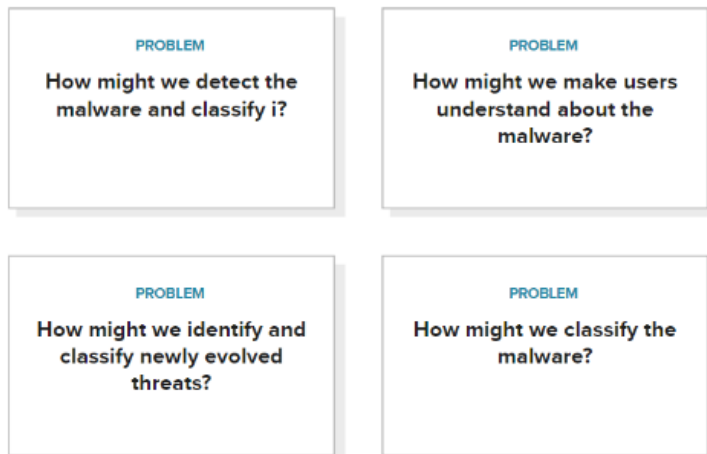 PROBLEM
How might we detect the
malware and classify i?
PROBLEM
How might we make users
understand about the
malware?
PROBLEM
How might we identify and
classify newly evolved
threats?
PROBLEM
How might we classify the
malware?